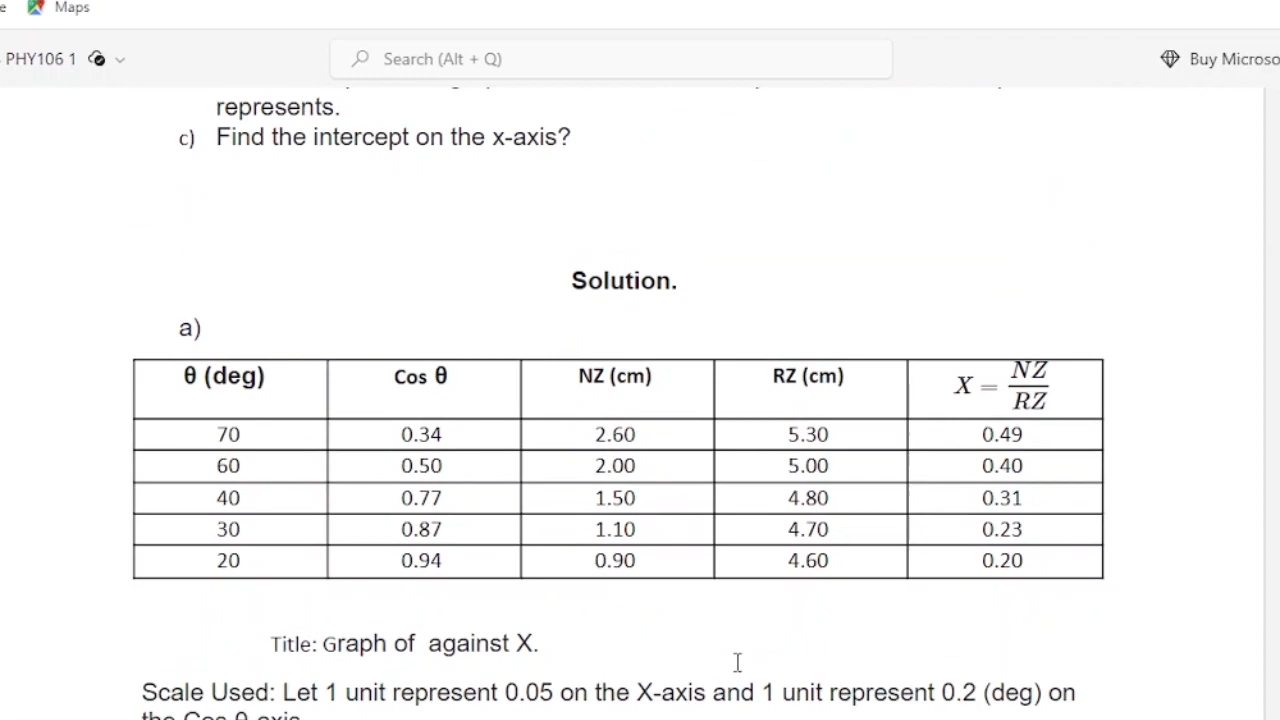 e Maps
PHY106 1 Search (Alt + Q) Buy Microso
represents.
c) Find the intercept on the x-axis?
Solution.
a)
θ (deg) Cos θ NZ (cm) RZ (cm) X = NZ/RZ
70 0.34 2.60 5.30 0.49
60 0.50 2.00 5.00 0.40
40 0.77 1.50 4.80 0.31
30 0.87 1.10 4.70 0.23
20 0.94 0.90 4.60 0.20
Title: Graph of against X.
Scale Used: Let 1 unit represent 0.05 on the X-axis and 1 unit represent 0.2 (deg) on
the Cos θ axis